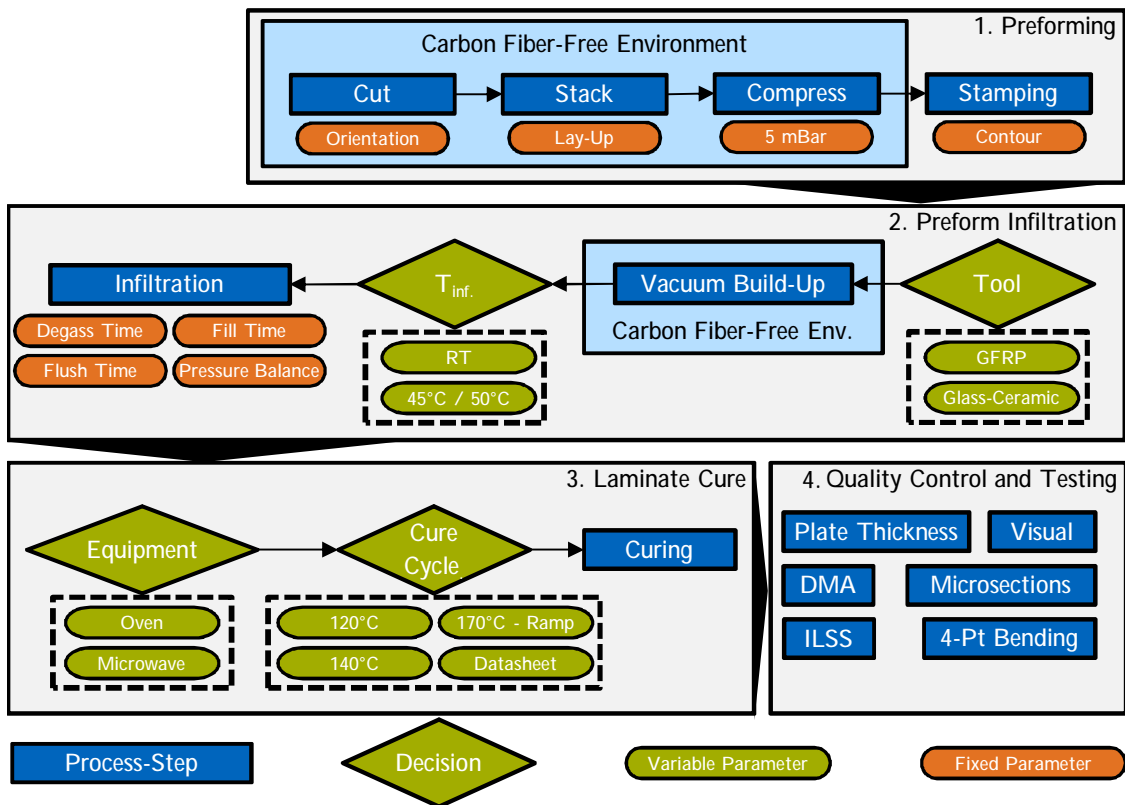 1. Preforming
Carbon Fiber-Free Environment
Cut
Stack
Compress
Stamping
Orientation
Lay-Up
5 mBar
Contour
2. Preform Infiltration
Infiltration
T inf.
Vacuum Build-Up
Tool
Carbon Fiber-Free Env.
Degass Time
Fill Time
Flush Time
Pressure Balance
RT
45°C / 50°C
GFRP
Glass-Ceramic
3. Laminate Cure
Equipment
Cure
Cycle
Curing
Oven
Microwave
120°C
170°C - Ramp
140°C
Datasheet
4. Quality Control and Testing
Plate Thickness
Visual
DMA
Microsections
ILSS
4-Pt Bending
Process-Step
Decision
Variable Parameter
Fixed Parameter